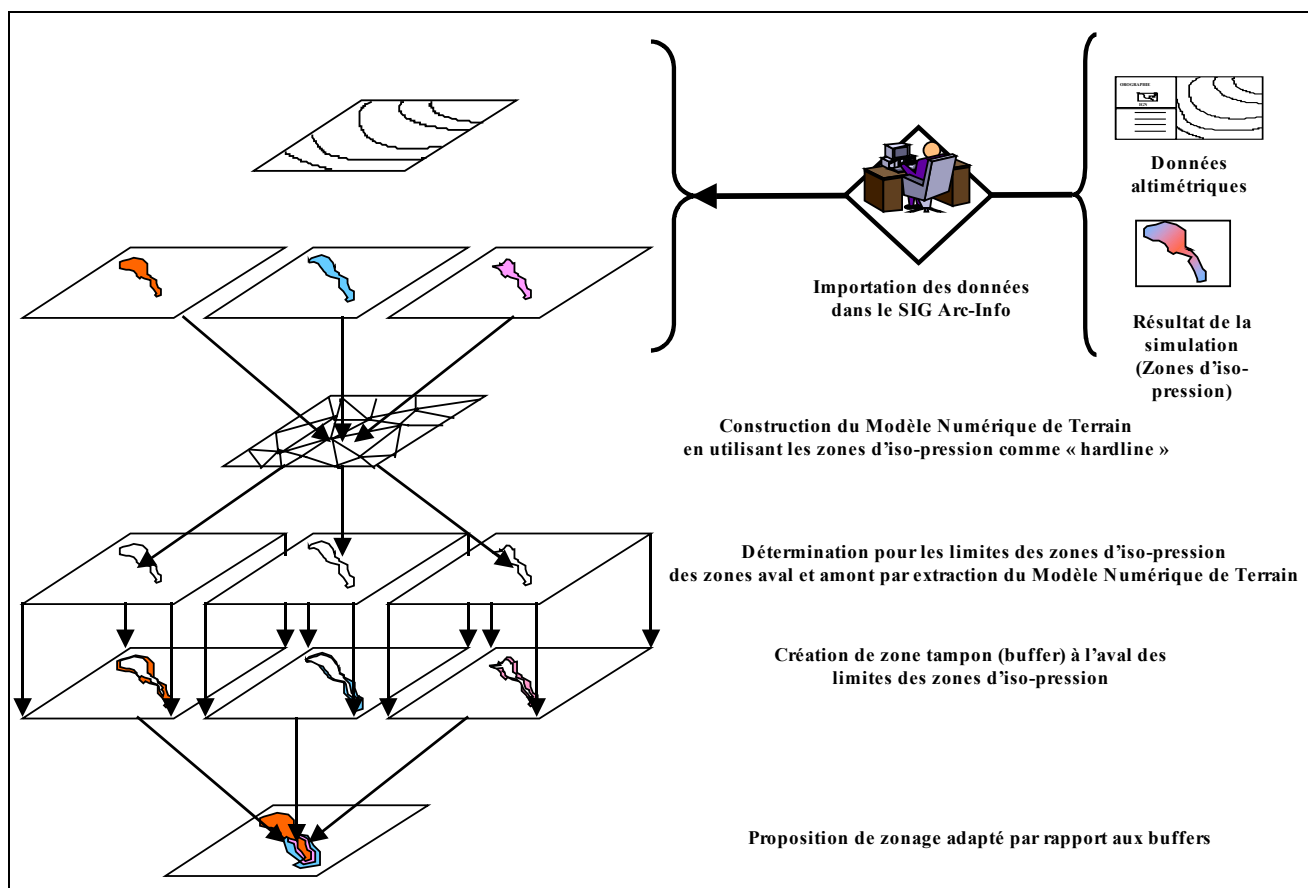 OROGRAPHIE
IGN
Données
altimétriques
Importation des données
dans le SIG Arc-Info
Résultat de la
simulation
(Zones d'iso-
pression)
Construction du Modèle Numérique de Terrain
en utilisant les zones d'iso-pression comme « hardline »
Détermination pour les limites des zones d'iso-pression
des zones aval et amont par extraction du Modèle Numérique de Terrain
Création de zone tampon (buffer) à l'aval des
limites des zones d'iso-pression
Proposition de zonage adapté par rapport aux buffers